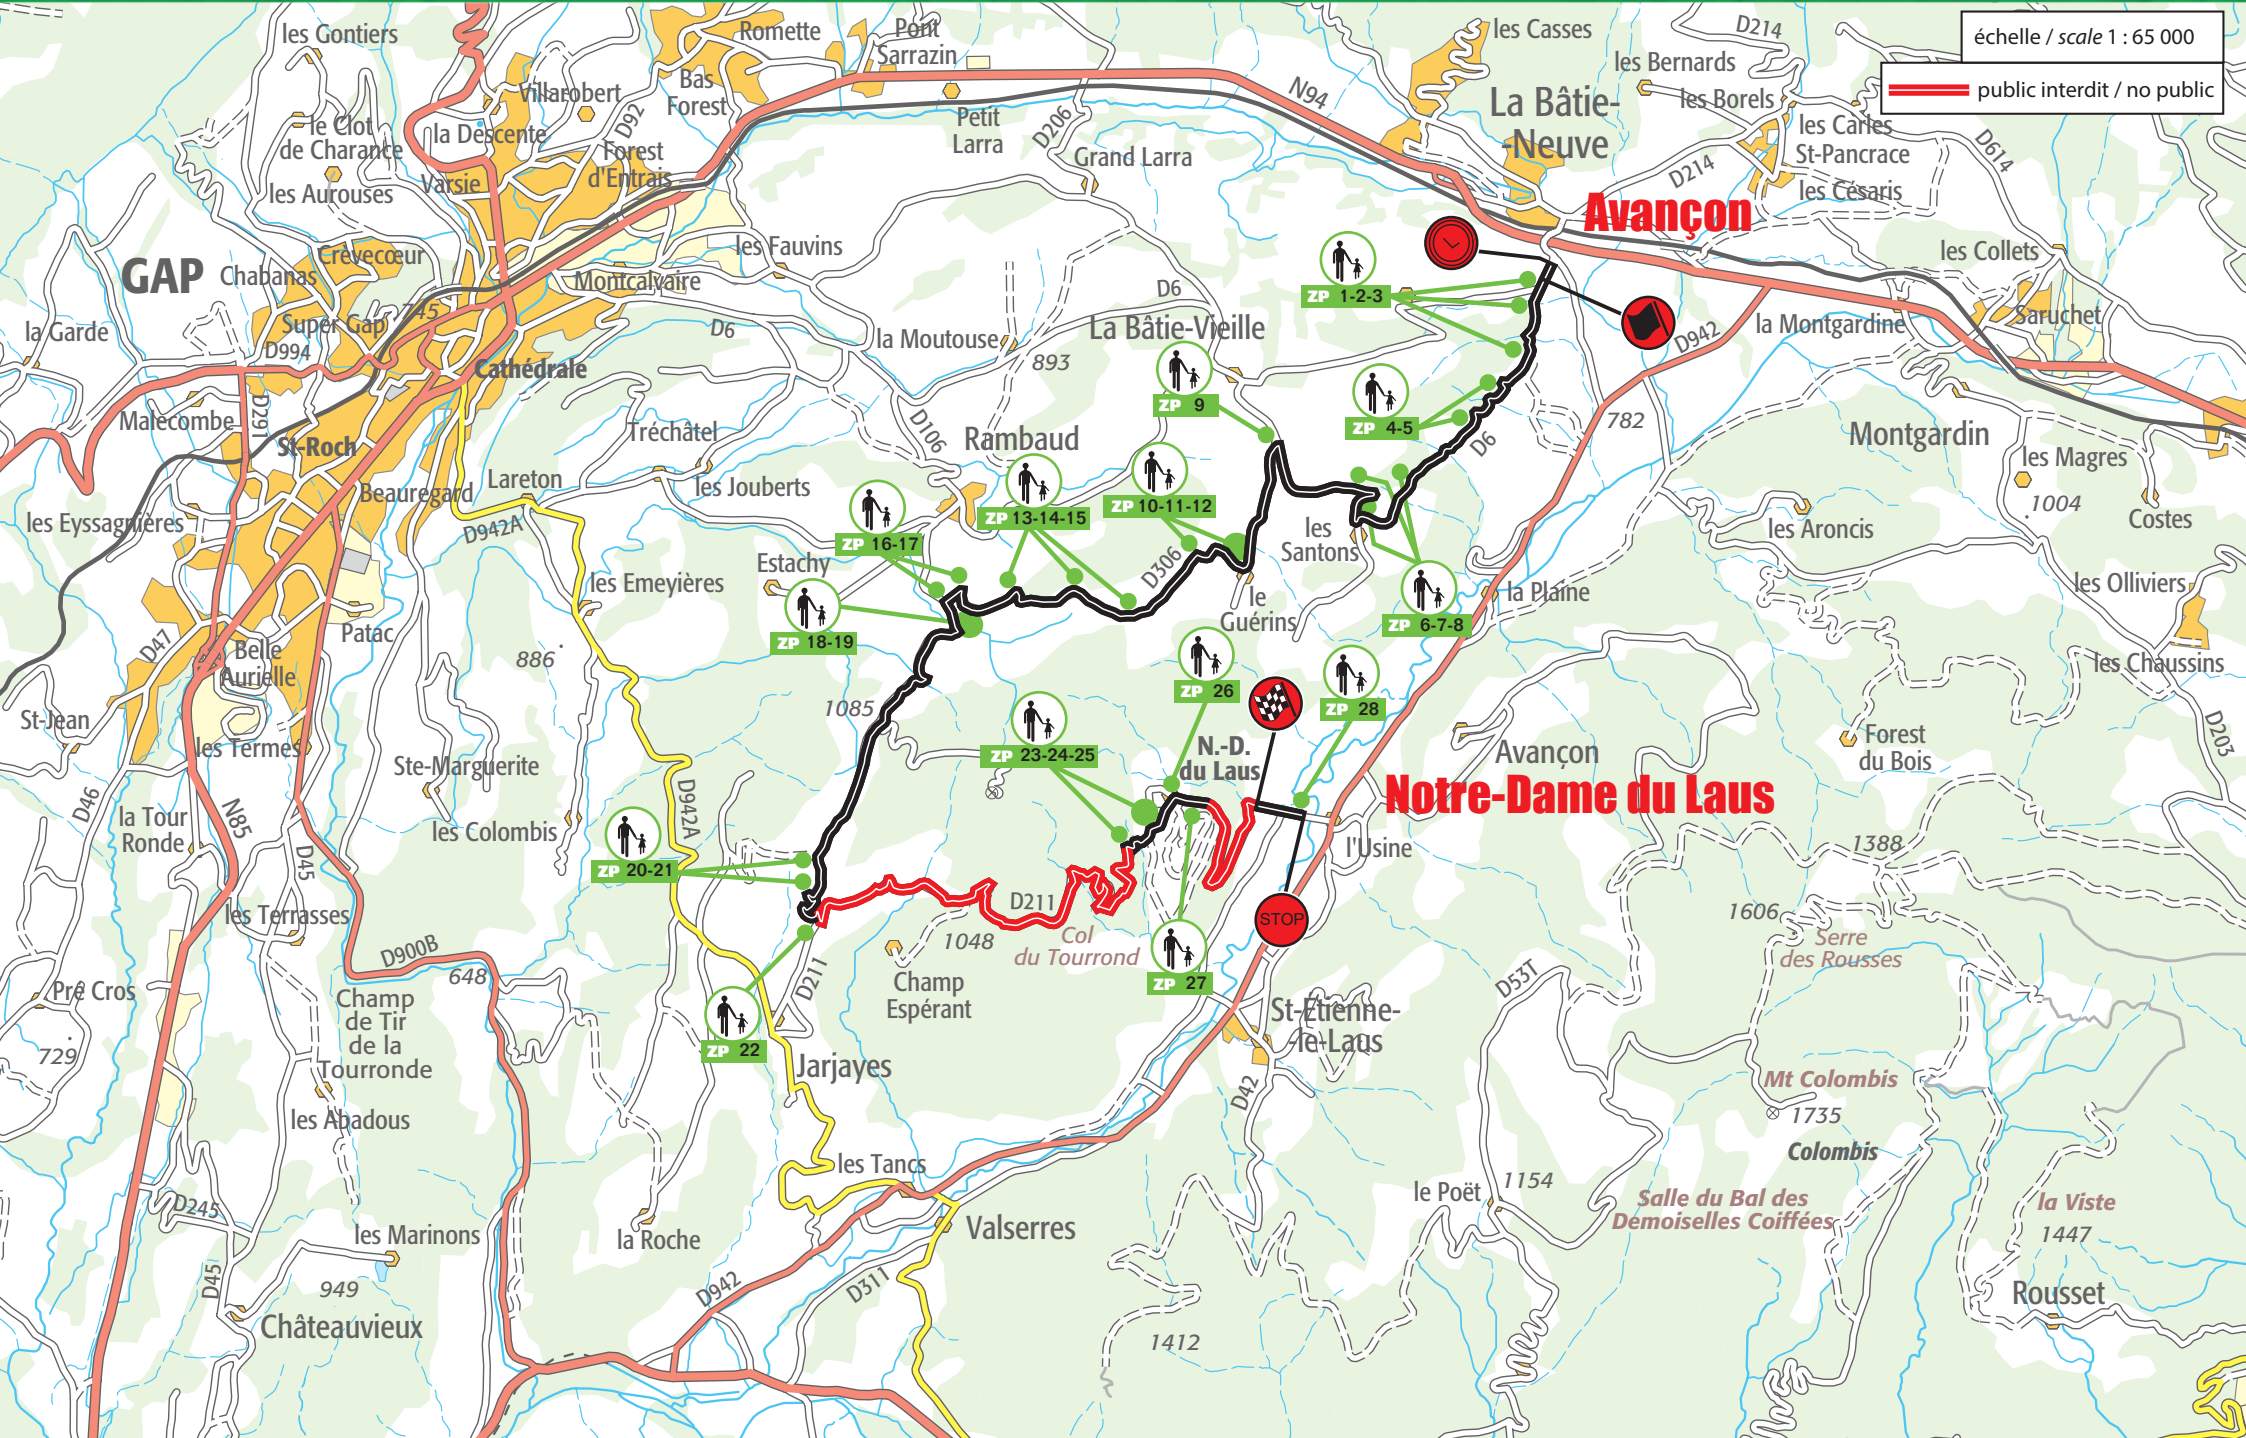 échelle / scale 1 : 65 000
public interdit / no public
les Gontiers
Romette
Pont
Sarrazin
les Casses
D214
les Bernards
Bas
Forest
Villarobert
D92
la Descente
le Clot
de Charance
Forest
d'Entrais
Varsie
les Aurouses
Petit
Larra
D206
Grand Larra
N94
La Bâtie-
-Neuve
les Borels
les Carles
St-Pancrace
D614
D214
les Césaris
Avançon
les Collets
GAP
Chabanas
Crèvecœur
les Fauvins
Montcalvaire
745
Super Gap
la Garde
D994
D6
D6
la Moutouse
La Bâtie-Vieille
893
ZP 1-2-3
D942
la Montgardine
Saruchet
Cathédrale
Malecombe
D291
St-Roch
Tréchâtel
D106
Rambaud
ZP 9
ZP 4-5
D6
782
Montgardin
les Magres
1004
Costes
les Aroncis
Beauregard
Lareton
les Jouberts
les Eyssagnières
D942A
ZP 16-17
ZP 13-14-15
ZP 10-11-12
les
Santons
Estachy
les Emeyières
D306
le
Guérins
la Plaine
les Olliviers
ZP 6-7-8
ZP 18-19
Patac
D47
Belle
Aurielle
886
les Chaussins
ZP 26
ZP 28
1085
St-Jean
les Termes
ZP 23-24-25
N.-D.
du Laus
Avançon
Forest
du Bois
D203
Ste-Marguerite
D942A
Notre-Dame du Laus
D46
la Tour
Ronde
N85
D45
les Colombis
l'Usine
1388
ZP 20-21
D211
les Terrasses
1048
Col
du Tourrond
STOP
1606
Serre
des Rousses
D900B
648
D211
Champ
Espérant
ZP 27
D53T
Pré Cros
Champ
de Tir
de la
Tourronde
St-Etienne-
-le-Laus
729
ZP 22
Jarjayes
D42
Mt Colombis
1735
Colombis
les Abadous
les Tancs
le Poët
1154
Salle du Bal des
Demoiselles Coiffées
la Viste
1447
D245
les Marinons
la Roche
Valserres
D45
949
D942
D311
Rousset
Châteauvieux
1412